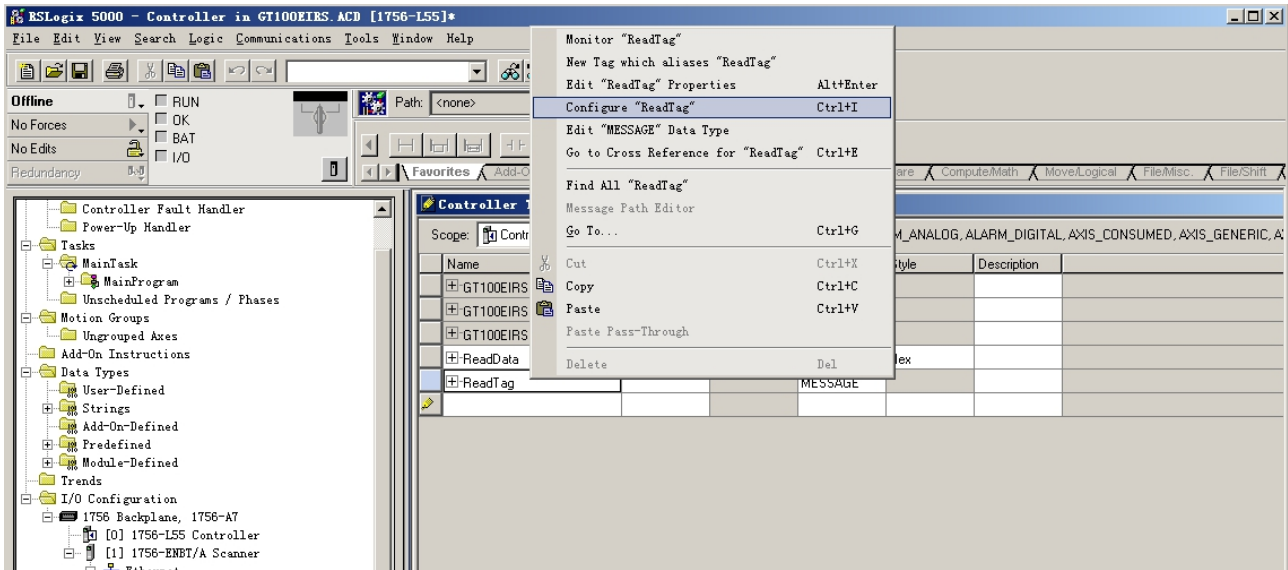 RSLogix 5000 - Controller in GT100EIRS.ACD [1756-L55]*
File Edit View Search Logic Communications Tools Window Help
Offline
RUN
No Forces
OK
No Edits
BAT
Redundancy
I/O
Path: <none>
Favorites
Add-O
are
Compute/Math
Move/Logical
File/Misc.
File/Shift
Monitor "ReadTag"
New Tag which aliases "ReadTag"
Edit "ReadTag" Properties Alt+Enter
Configure "ReadTag" Ctrl+I
Edit "MESSAGE" Data Type
Go to Cross Reference for "ReadTag" Ctrl+E
Find All "ReadTag"
Message Path Editor
Go To... Ctrl+G
Cut Ctrl+X
Copy Ctrl+C
Paste Ctrl+V
Paste Pass-Through
Delete Del
Controller Fault Handler
Power-Up Handler
Tasks
MainTask
MainProgram
Unscheduled Programs / Phases
Motion Groups
Ungrouped Axes
Add-On Instructions
Data Types
User-Defined
Strings
Add-On-Defined
Predefined
Module-Defined
Trends
I/O Configuration
1756 Backplane, 1756-A7
[0] 1756-L55 Controller
[1] 1756-ENBT/A Scanner
Controller
Scope: Contr
M_ANALOG, ALARM_DIGITAL, AXIS_CONSUMED, AXIS_GENERIC, A
Name Style Description
GT100EIRS
GT100EIRS
GT100EIRS
ReadData
ReadTag MESSAGE